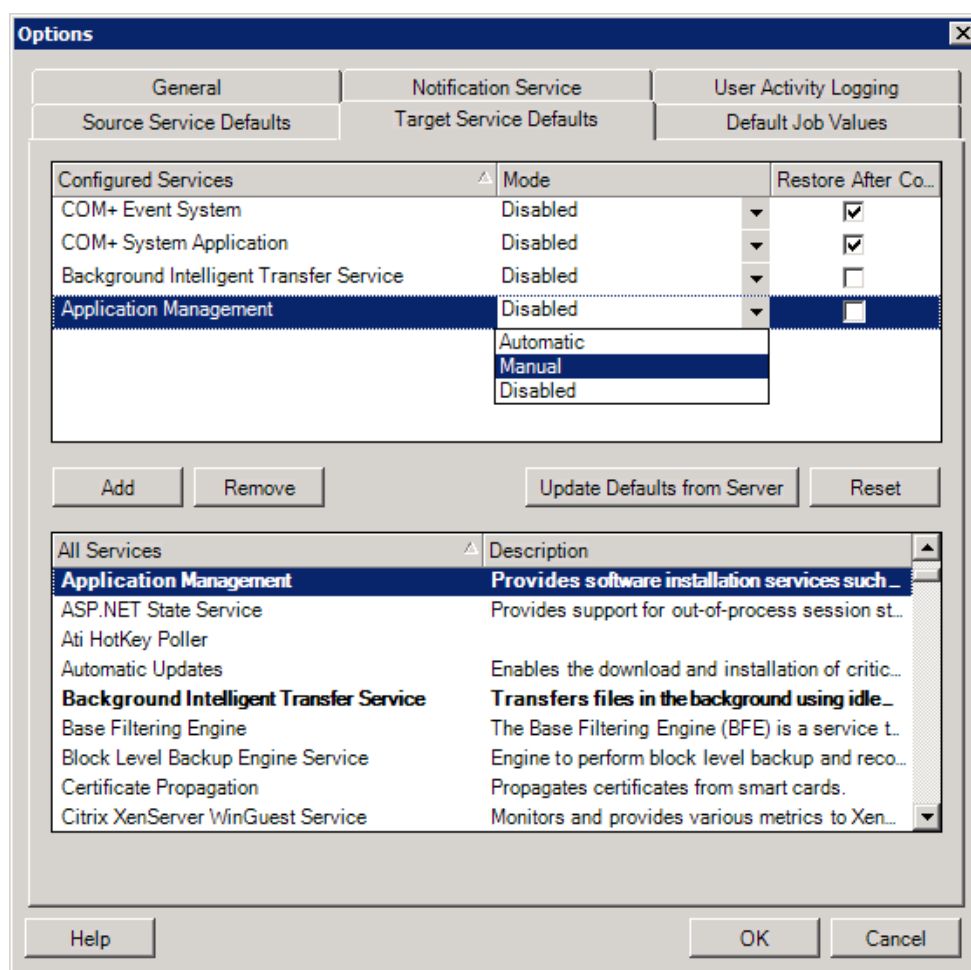 Options
General Notification Service User Activity Logging
Source Service Defaults Target Service Defaults Default Job Values
Configured Services Mode Restore After Co...
COM+ Event System Disabled
COM+ System Application Disabled
Background Intelligent Transfer Service Disabled
Application Management Disabled
Automatic
Manual
Disabled
Add Remove Update Defaults from Server Reset
All Services Description
Application Management Provides software installation services such ...
ASP.NET State Service Provides support for out-of-process session st...
Ati HotKey Poller
Automatic Updates Enables the download and installation of critic...
Background Intelligent Transfer Service Transfers files in the background using idle...
Base Filtering Engine The Base Filtering Engine (BFE) is a service t...
Block Level Backup Engine Service Engine to perform block level backup and reco...
Certificate Propagation Propagates certificates from smart cards.
Citrix XenServer WinGuest Service Monitors and provides various metrics to Xen...
Help OK Cancel